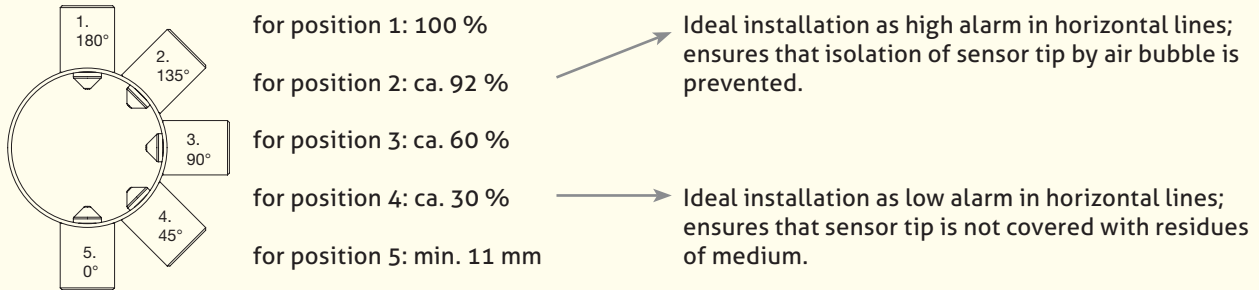 1.
180°
2.
135°
3.
90°
4.
45°
5.
0°
for position 1: 100 %
for position 2: ca. 92 %
for position 3: ca. 60 %
for position 4: ca. 30 %
for position 5: min. 11 mm
Ideal installation as high alarm in horizontal lines;
ensures that isolation of sensor tip by air bubble is
prevented.
Ideal installation as low alarm in horizontal lines;
ensures that sensor tip is not covered with residues
of medium.